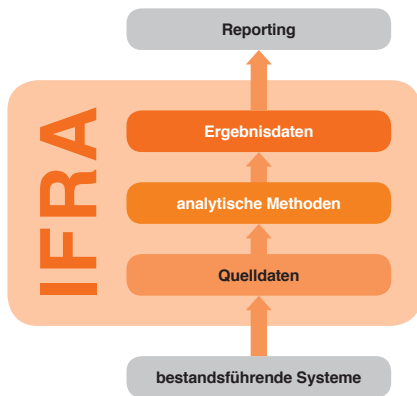 Reporting
IFRA
Ergebnisdaten
analytische Methoden
Quelldaten
bestandsführende Systeme